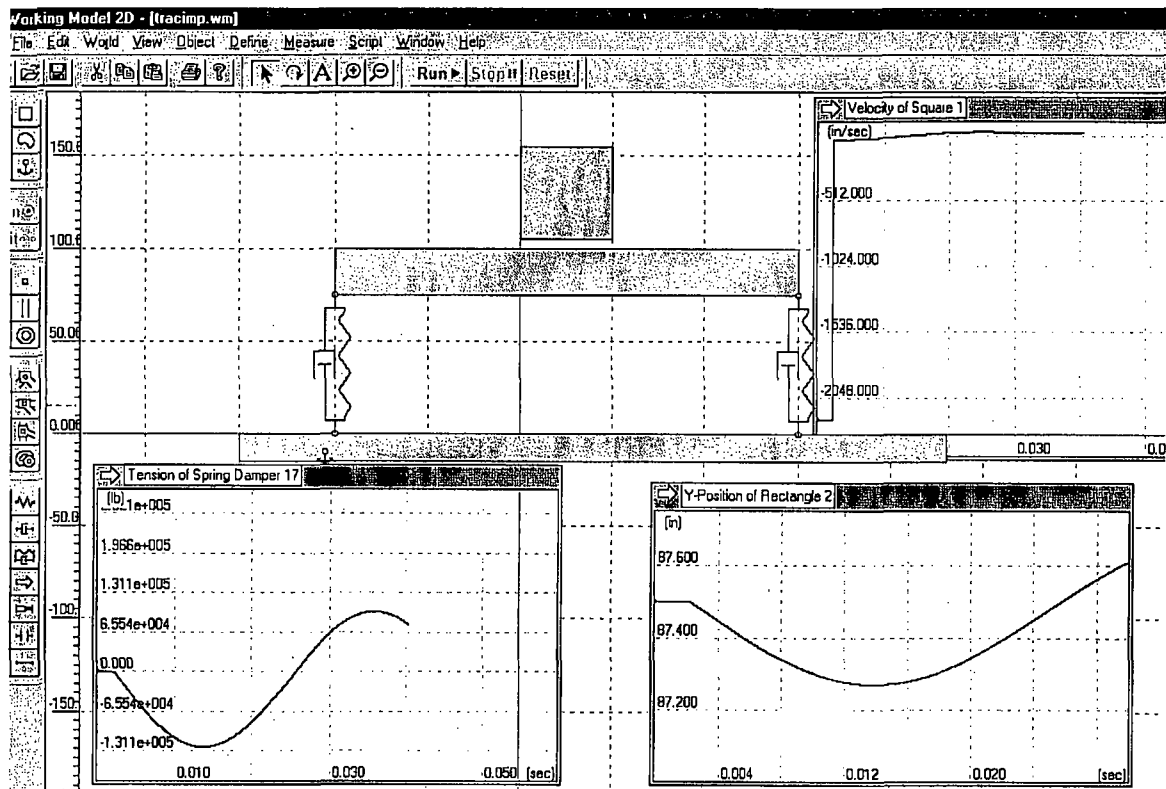 Working Model 2D - [tracimp.wm]
File Edit World View Object Define Measure Script Window Help
Run Stop Reset
Velocity of Square 1
(in/sec)
-512.000
-1024.000
-1536.000
-2048.000
0.030
150.0
100.0
50.00
0.000
-50.0
-100.
-150.
Tension of Spring Damper 17
(lb)
1.966e+005
1.311e+005
6.554e+004
0.000
-6.554e+004
-1.311e+005
0.010 0.030 0.050 (sec)
Y-Position of Rectangle 2
(in)
87.600
87.400
87.200
0.004 0.012 0.020 (sec)